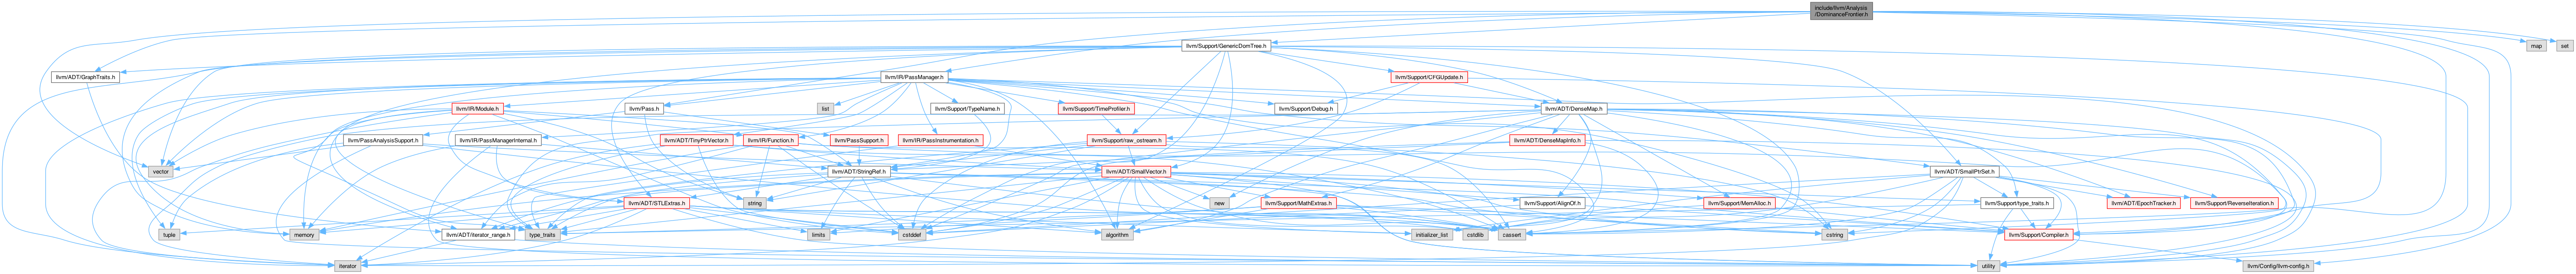 include/llvm/Analysis
/DominanceFrontier.h
llvm/Support/GenericDomTree.h
map
set
llvm/ADT/GraphTraits.h
llvm/IR/PassManager.h
llvm/Support/CFGUpdate.h
llvm/IR/Module.h
llvm/Pass.h
list
llvm/Support/TypeName.h
llvm/Support/TimeProfiler.h
llvm/Support/Debug.h
llvm/ADT/DenseMap.h
llvm/PassAnalysisSupport.h
llvm/IR/PassManagerInternal.h
llvm/ADT/TinyPtrVector.h
llvm/IR/Function.h
llvm/PassSupport.h
llvm/IR/PassInstrumentation.h
llvm/Support/raw_ostream.h
llvm/ADT/DenseMapInfo.h
vector
llvm/ADT/StringRef.h
llvm/ADT/SmallVector.h
llvm/ADT/SmallPtrSet.h
llvm/ADT/STLExtras.h
string
new
llvm/Support/MathExtras.h
llvm/Support/AlignOf.h
llvm/Support/MemAlloc.h
llvm/Support/type_traits.h
llvm/ADT/EpochTracker.h
llvm/Support/ReverseIteration.h
tuple
memory
llvm/ADT/iterator_range.h
type_traits
limits
cstddef
algorithm
initializer_list
cstdlib
cassert
cstring
llvm/Support/Compiler.h
iterator
utility
llvm/Config/llvm-config.h